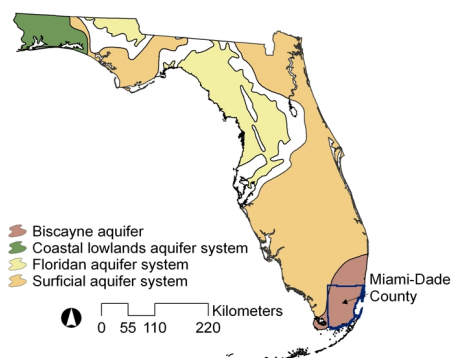 Biscayne aquifer
Coastal lowlands aquifer system
Floridan aquifer system
Surficial aquifer system
Miami-Dade
County
Kilometers
0 55 110 220